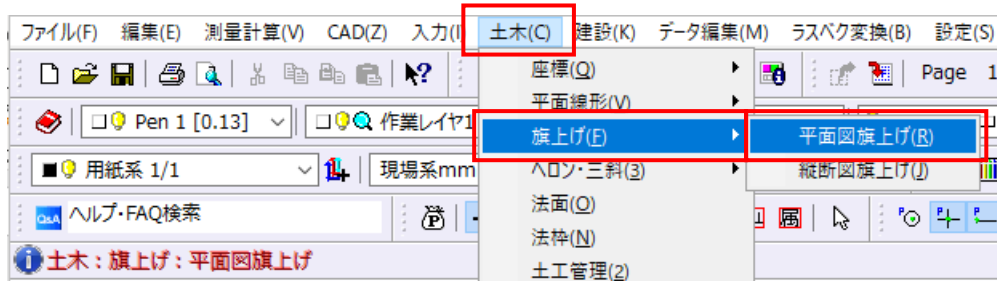 ファイル(F) 編集(E) 測量計算(V) CAD(Z) 入力(I 土木(C) 建設(K) データ編集(M) ラスベク変換(B) 設定(S)
座標(Q)
Page 1
平面線形(V)
Pen 1 [0.13] 作業レイヤ1
旗上げ(F) 平面図旗上げ(R)
用紙系 1/1 現場系mm
ヘロン・三斜(3) 縦断図旗上げ(J)
Q&A ヘルプ・FAQ検索
法面(O)
属
法枠(N)
土木:旗上げ:平面図旗上げ
土工管理(2)